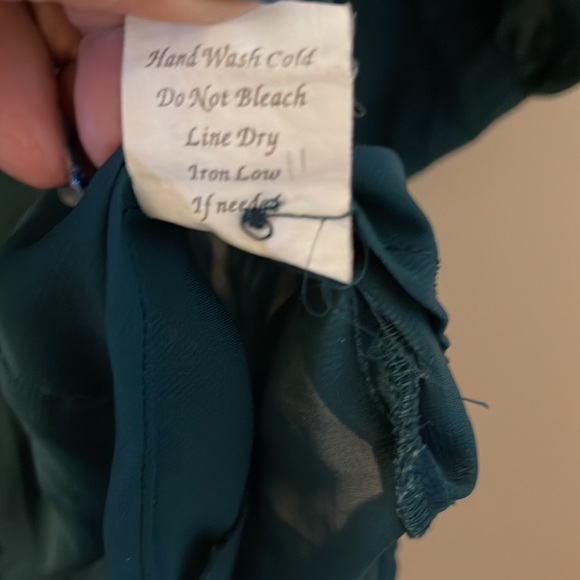 Hand Wash Cold
Do Not Bleach
Line Dry
Iron Low
If needed